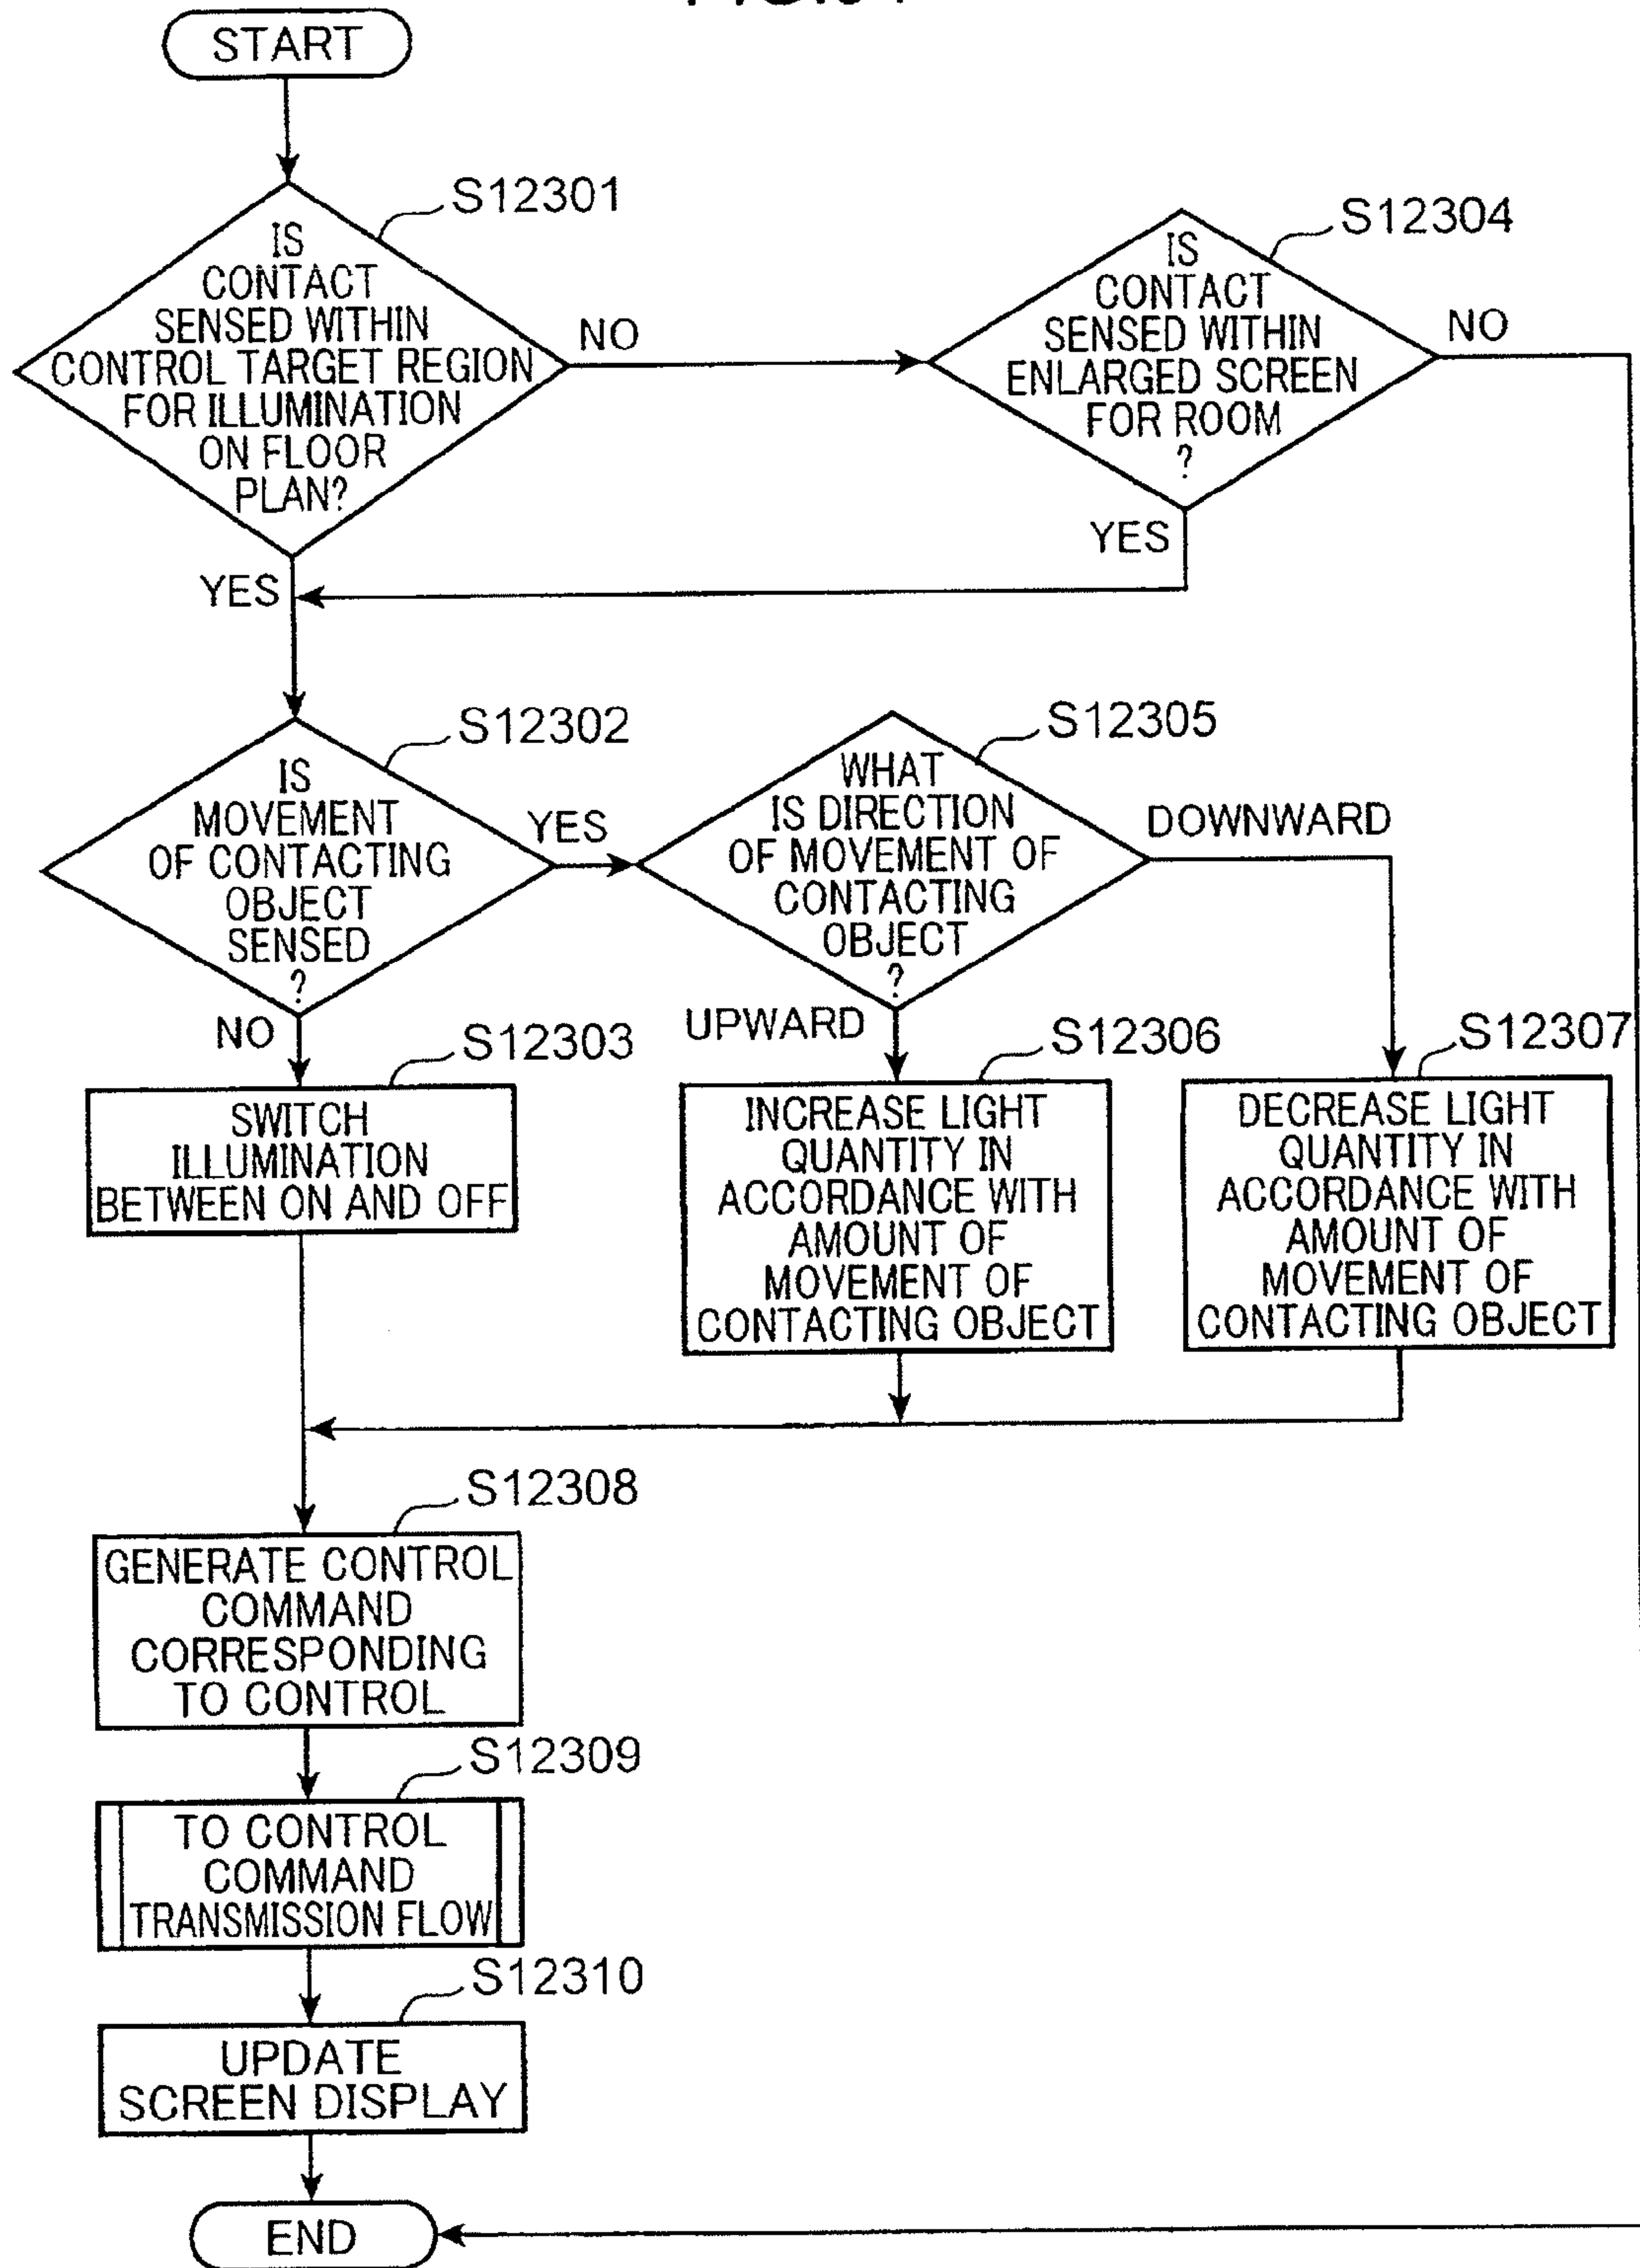 START
S12301
IS
CONTACT
SENSED WITHIN
CONTROL TARGET REGION
FOR ILLUMINATION
ON FLOOR
PLAN?
NO
S12304
IS
CONTACT
SENSED WITHIN
ENLARGED SCREEN
FOR ROOM
?
NO
YES
YES
S12302
IS
MOVEMENT
OF CONTACTING
OBJECT
SENSED
?
YES
S12305
WHAT
IS DIRECTION
OF MOVEMENT OF
CONTACTING
OBJECT
?
DOWNWARD
NO
UPWARD
S12303
SWITCH
ILLUMINATION
BETWEEN ON AND OFF
S12306
INCREASE LIGHT
QUANTITY IN
ACCORDANCE WITH
AMOUNT OF
MOVEMENT OF
CONTACTING OBJECT
S12307
DECREASE LIGHT
QUANTITY IN
ACCORDANCE WITH
AMOUNT OF
MOVEMENT OF
CONTACTING OBJECT
S12308
GENERATE CONTROL
COMMAND
CORRESPONDING
TO CONTROL
S12309
TO CONTROL
COMMAND
TRANSMISSION FLOW
S12310
UPDATE
SCREEN DISPLAY
END